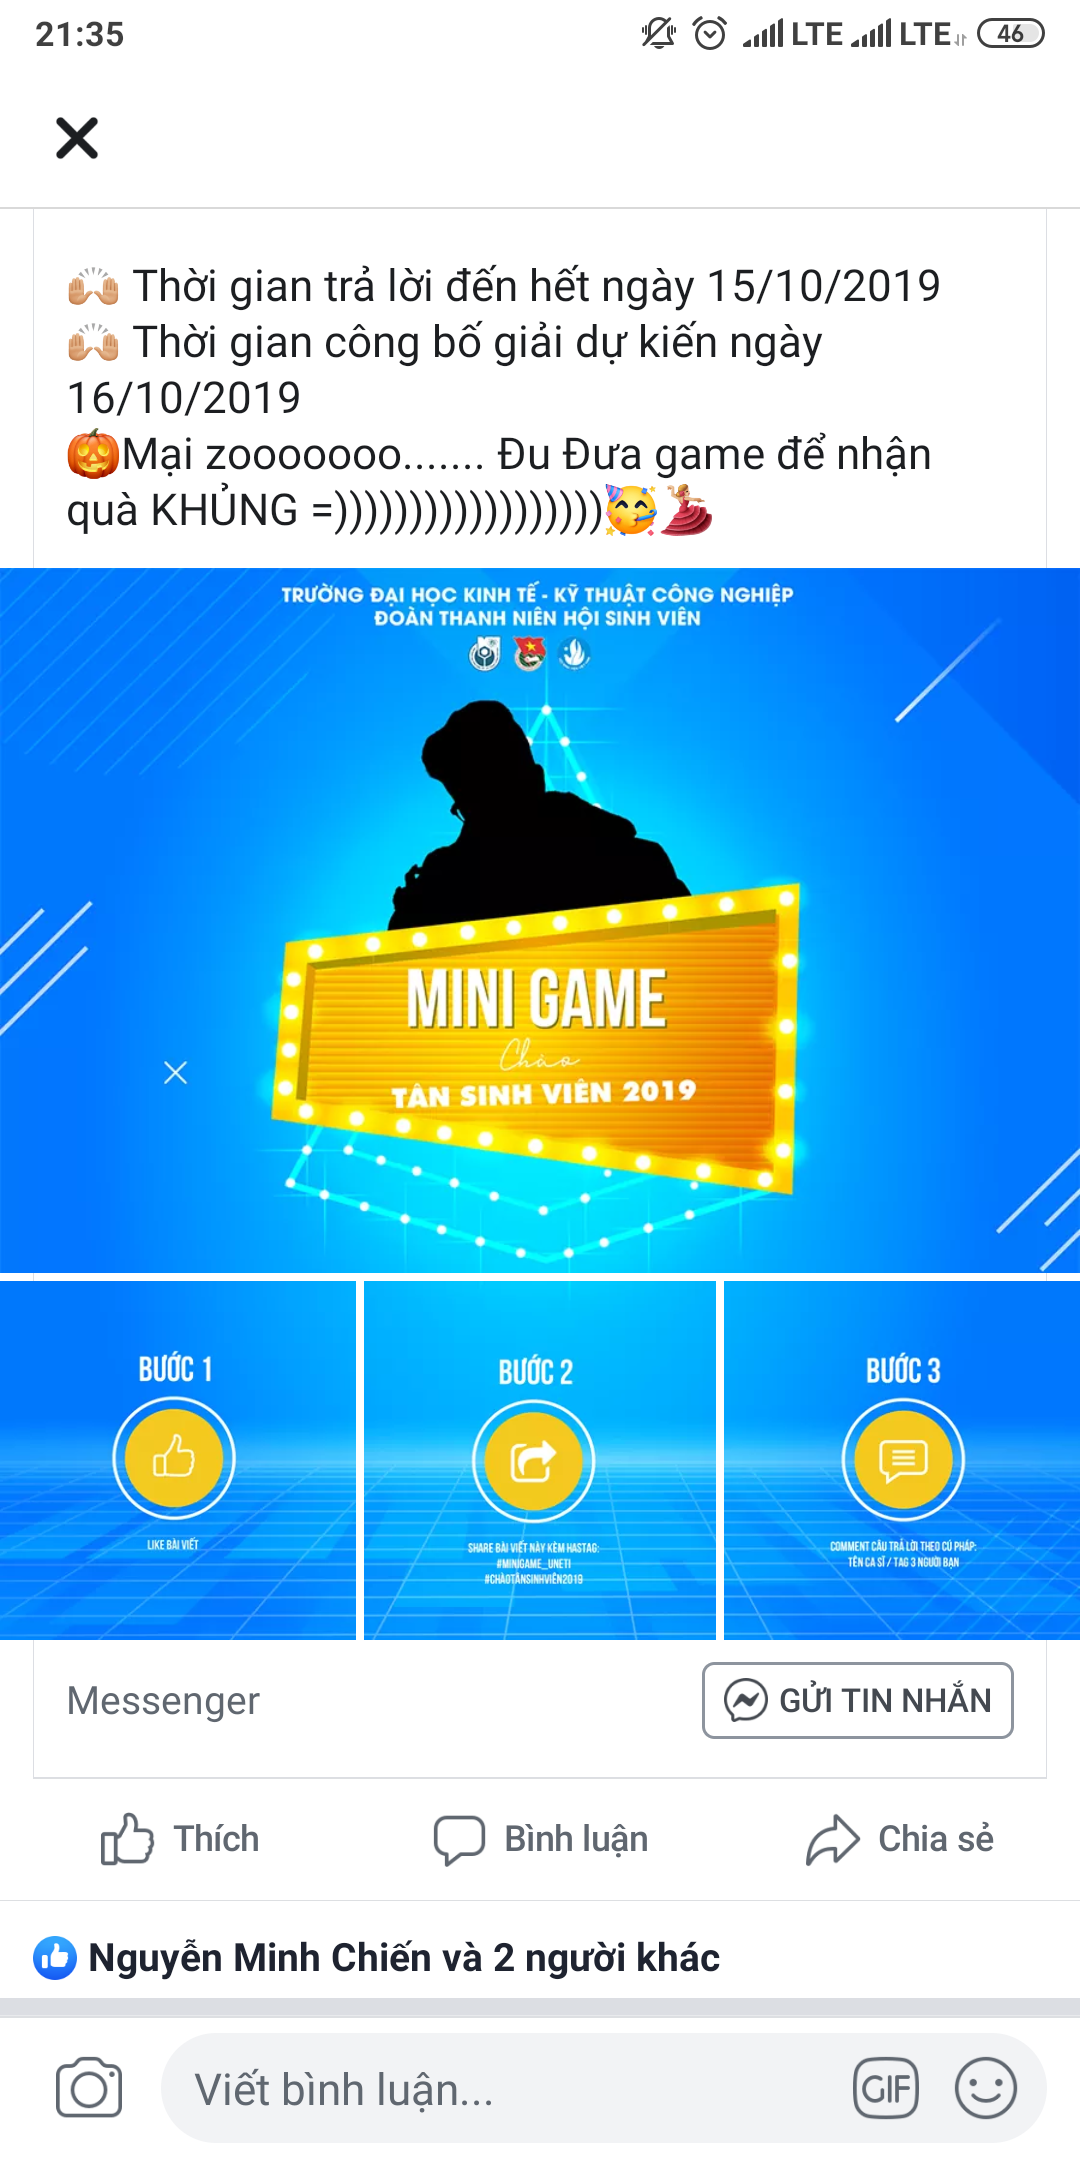 21:35 LTE LTE 46
Thời gian trả lời đến hết ngày 15/10/2019
Thời gian công bố giải dự kiến ngày
16/10/2019
Mại zooooooo....... Đu Đưa game để nhận
quà KHỦNG =))))))))))))))))))
TRƯỜNG ĐẠI HỌC KINH TẾ - KỸ THUẬT CÔNG NGHIỆP
ĐOÀN THANH NIÊN HỘI SINH VIÊN
MINI GAME
Chào
TÂN SINH VIÊN 2019
BƯỚC 1
LIKE BÀI VIẾT
BƯỚC 2
SHARE BÀI VIẾT NÀY KÈM HASTAG:
#MINIGAME_UNETI
#CHÀOTÂNSINHVIÊN2019
BƯỚC 3
COMMENT CÂU TRẢ LỜI THEO CÚ PHÁP:
TÊN CA SĨ / TAG 3 NGƯỜI BẠN
Messenger
GỬI TIN NHẮN
Thích
Bình luận
Chia sẻ
Nguyễn Minh Chiến và 2 người khác
Viết bình luận...
GIF